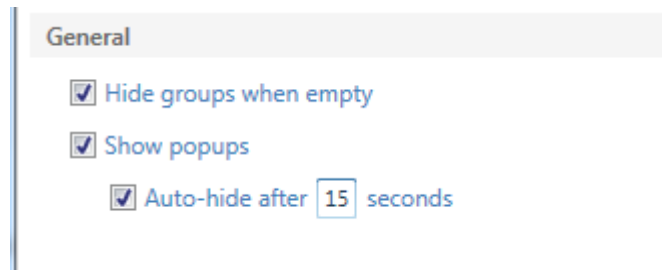 General
Hide groups when empty
Show popups
Auto-hide after 15 seconds